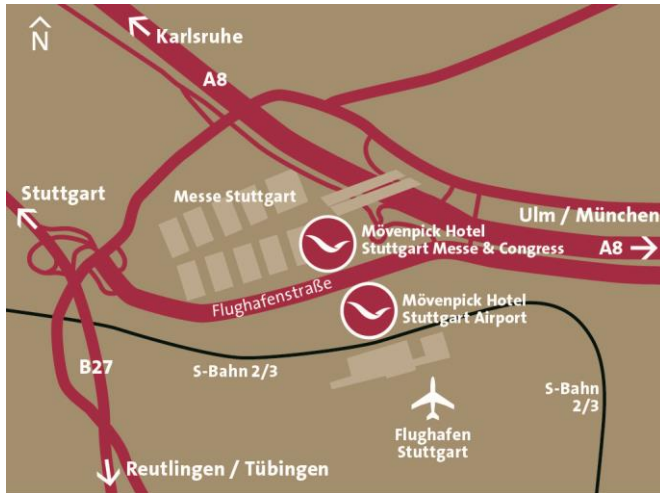 N
Karlsruhe
A8
Stuttgart
Messe Stuttgart
Ulm / München
A8
Mövenpick Hotel
Stuttgart Messe & Congress
Flughafenstraße
Mövenpick Hotel
Stuttgart Airport
B27
S-Bahn 2/3
S-Bahn
2/3
Flughafen
Stuttgart
Reutlingen / Tübingen